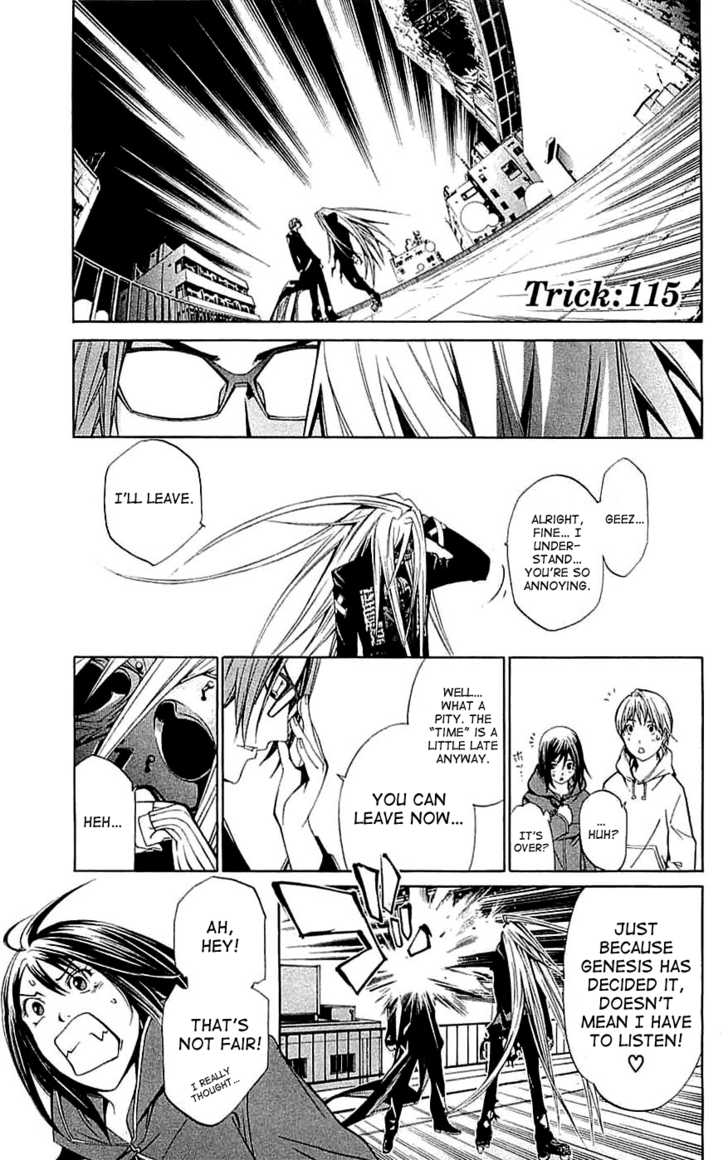 Trick:115
GEEZ...
ALRIGHT,
FINE... I
UNDER-
STAND...
YOU'RE SO
ANNOYING.
I'LL LEAVE.
...
HUH?
IT'S
OVER?
WELL...
WHAT A
PITY. THE
"TIME" IS A
LITTLE LATE
ANYWAY.
YOU CAN
LEAVE NOW...
HEH...
JUST
BECAUSE
GENESIS HAS
DECIDED IT,
DOESN'T
MEAN I HAVE
TO LISTEN!
♡
AH,
HEY!
THAT'S
NOT FAIR!
I REALLY
THOUGHT...